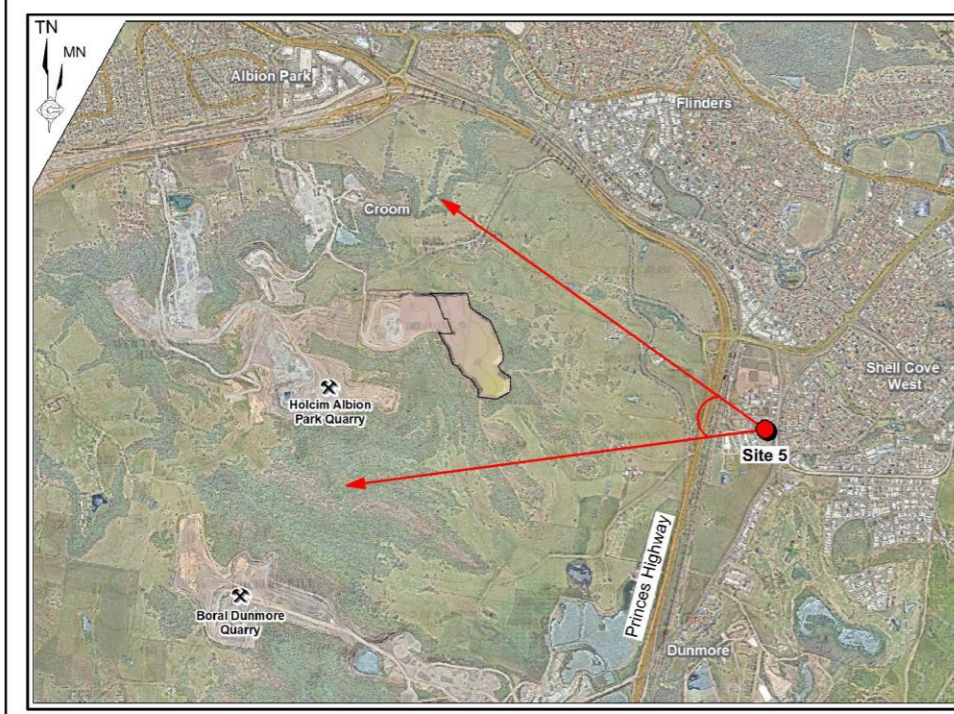 TN
MN
Albion Park
Flinders
Croom
Shell Cove
West
Holcim Albion
Park Quarry
Site 5
Princes Highway
Boral Dunmore
Quarry
Dunmore